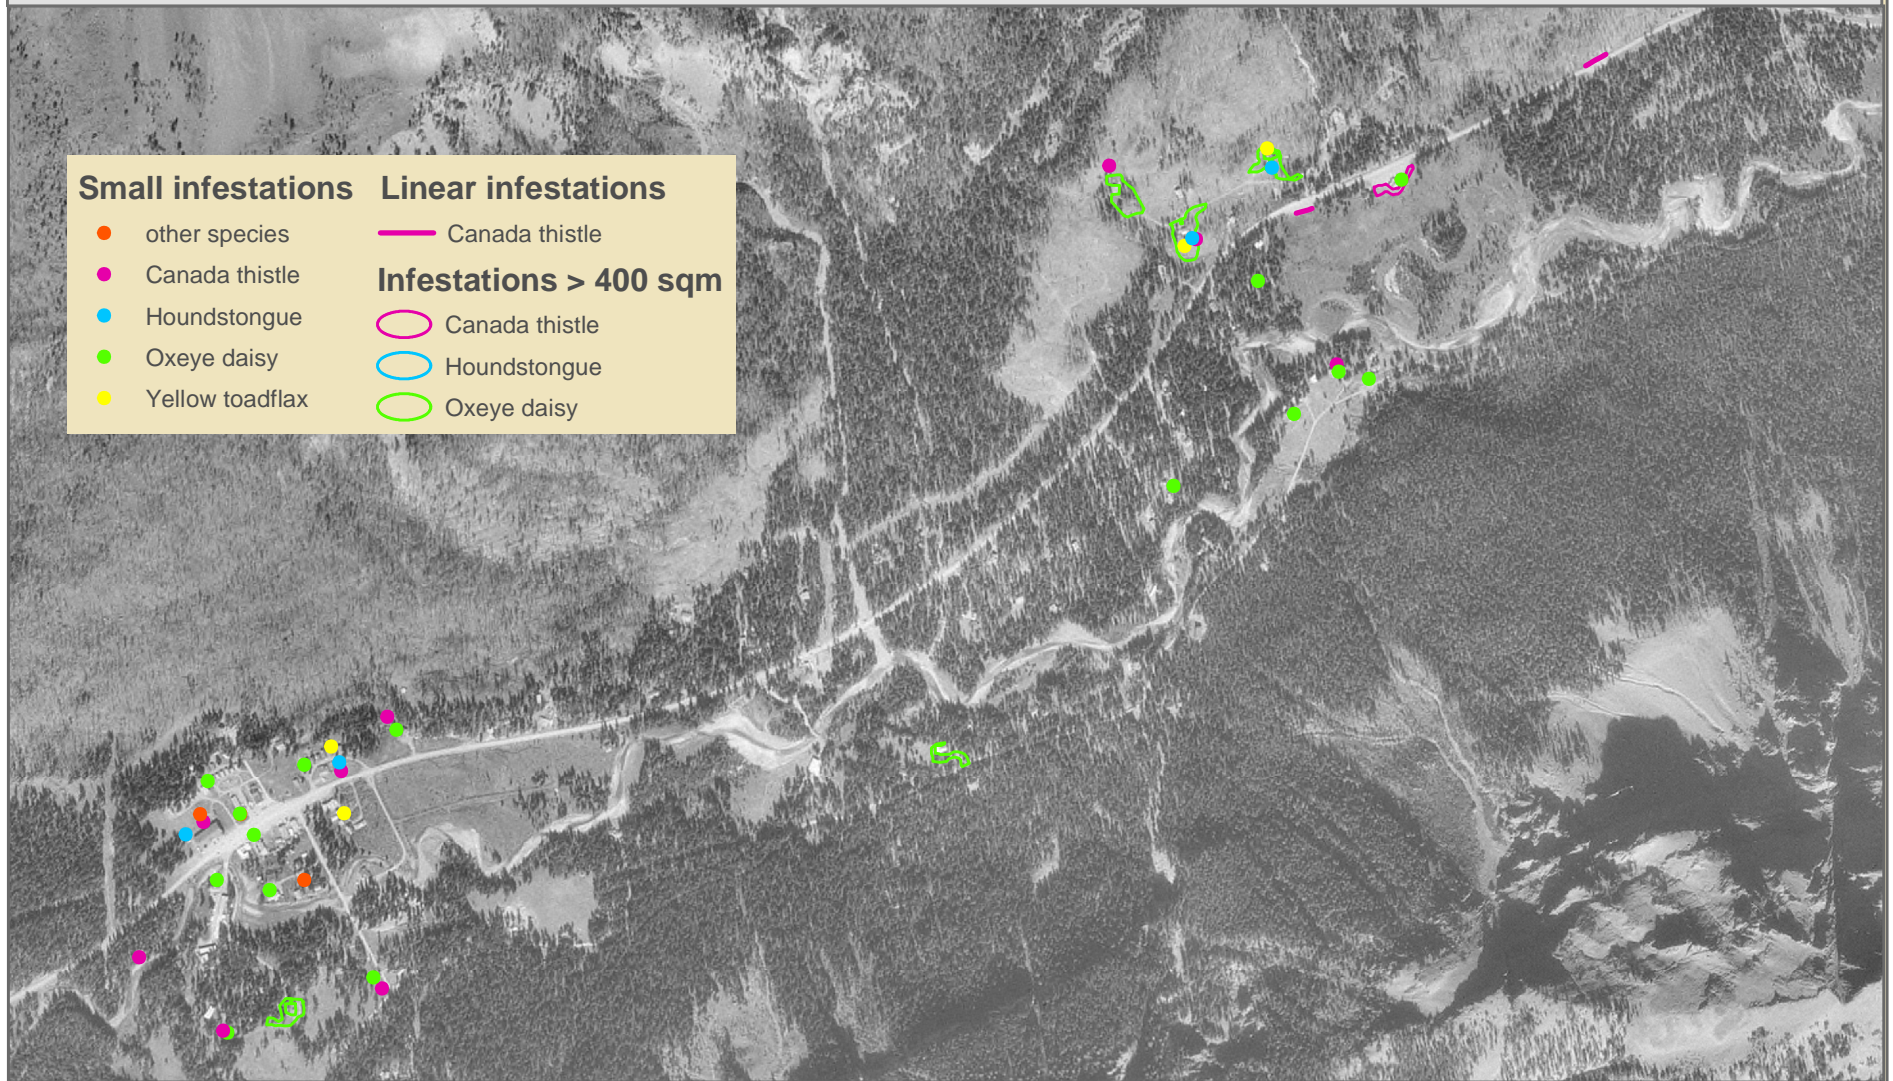 Small infestations
other species
Canada thistle
Houndstongue
Oxeye daisy
Yellow toadflax
Linear infestations
Canada thistle
Infestations > 400 sqm
Canada thistle
Houndstongue
Oxeye daisy